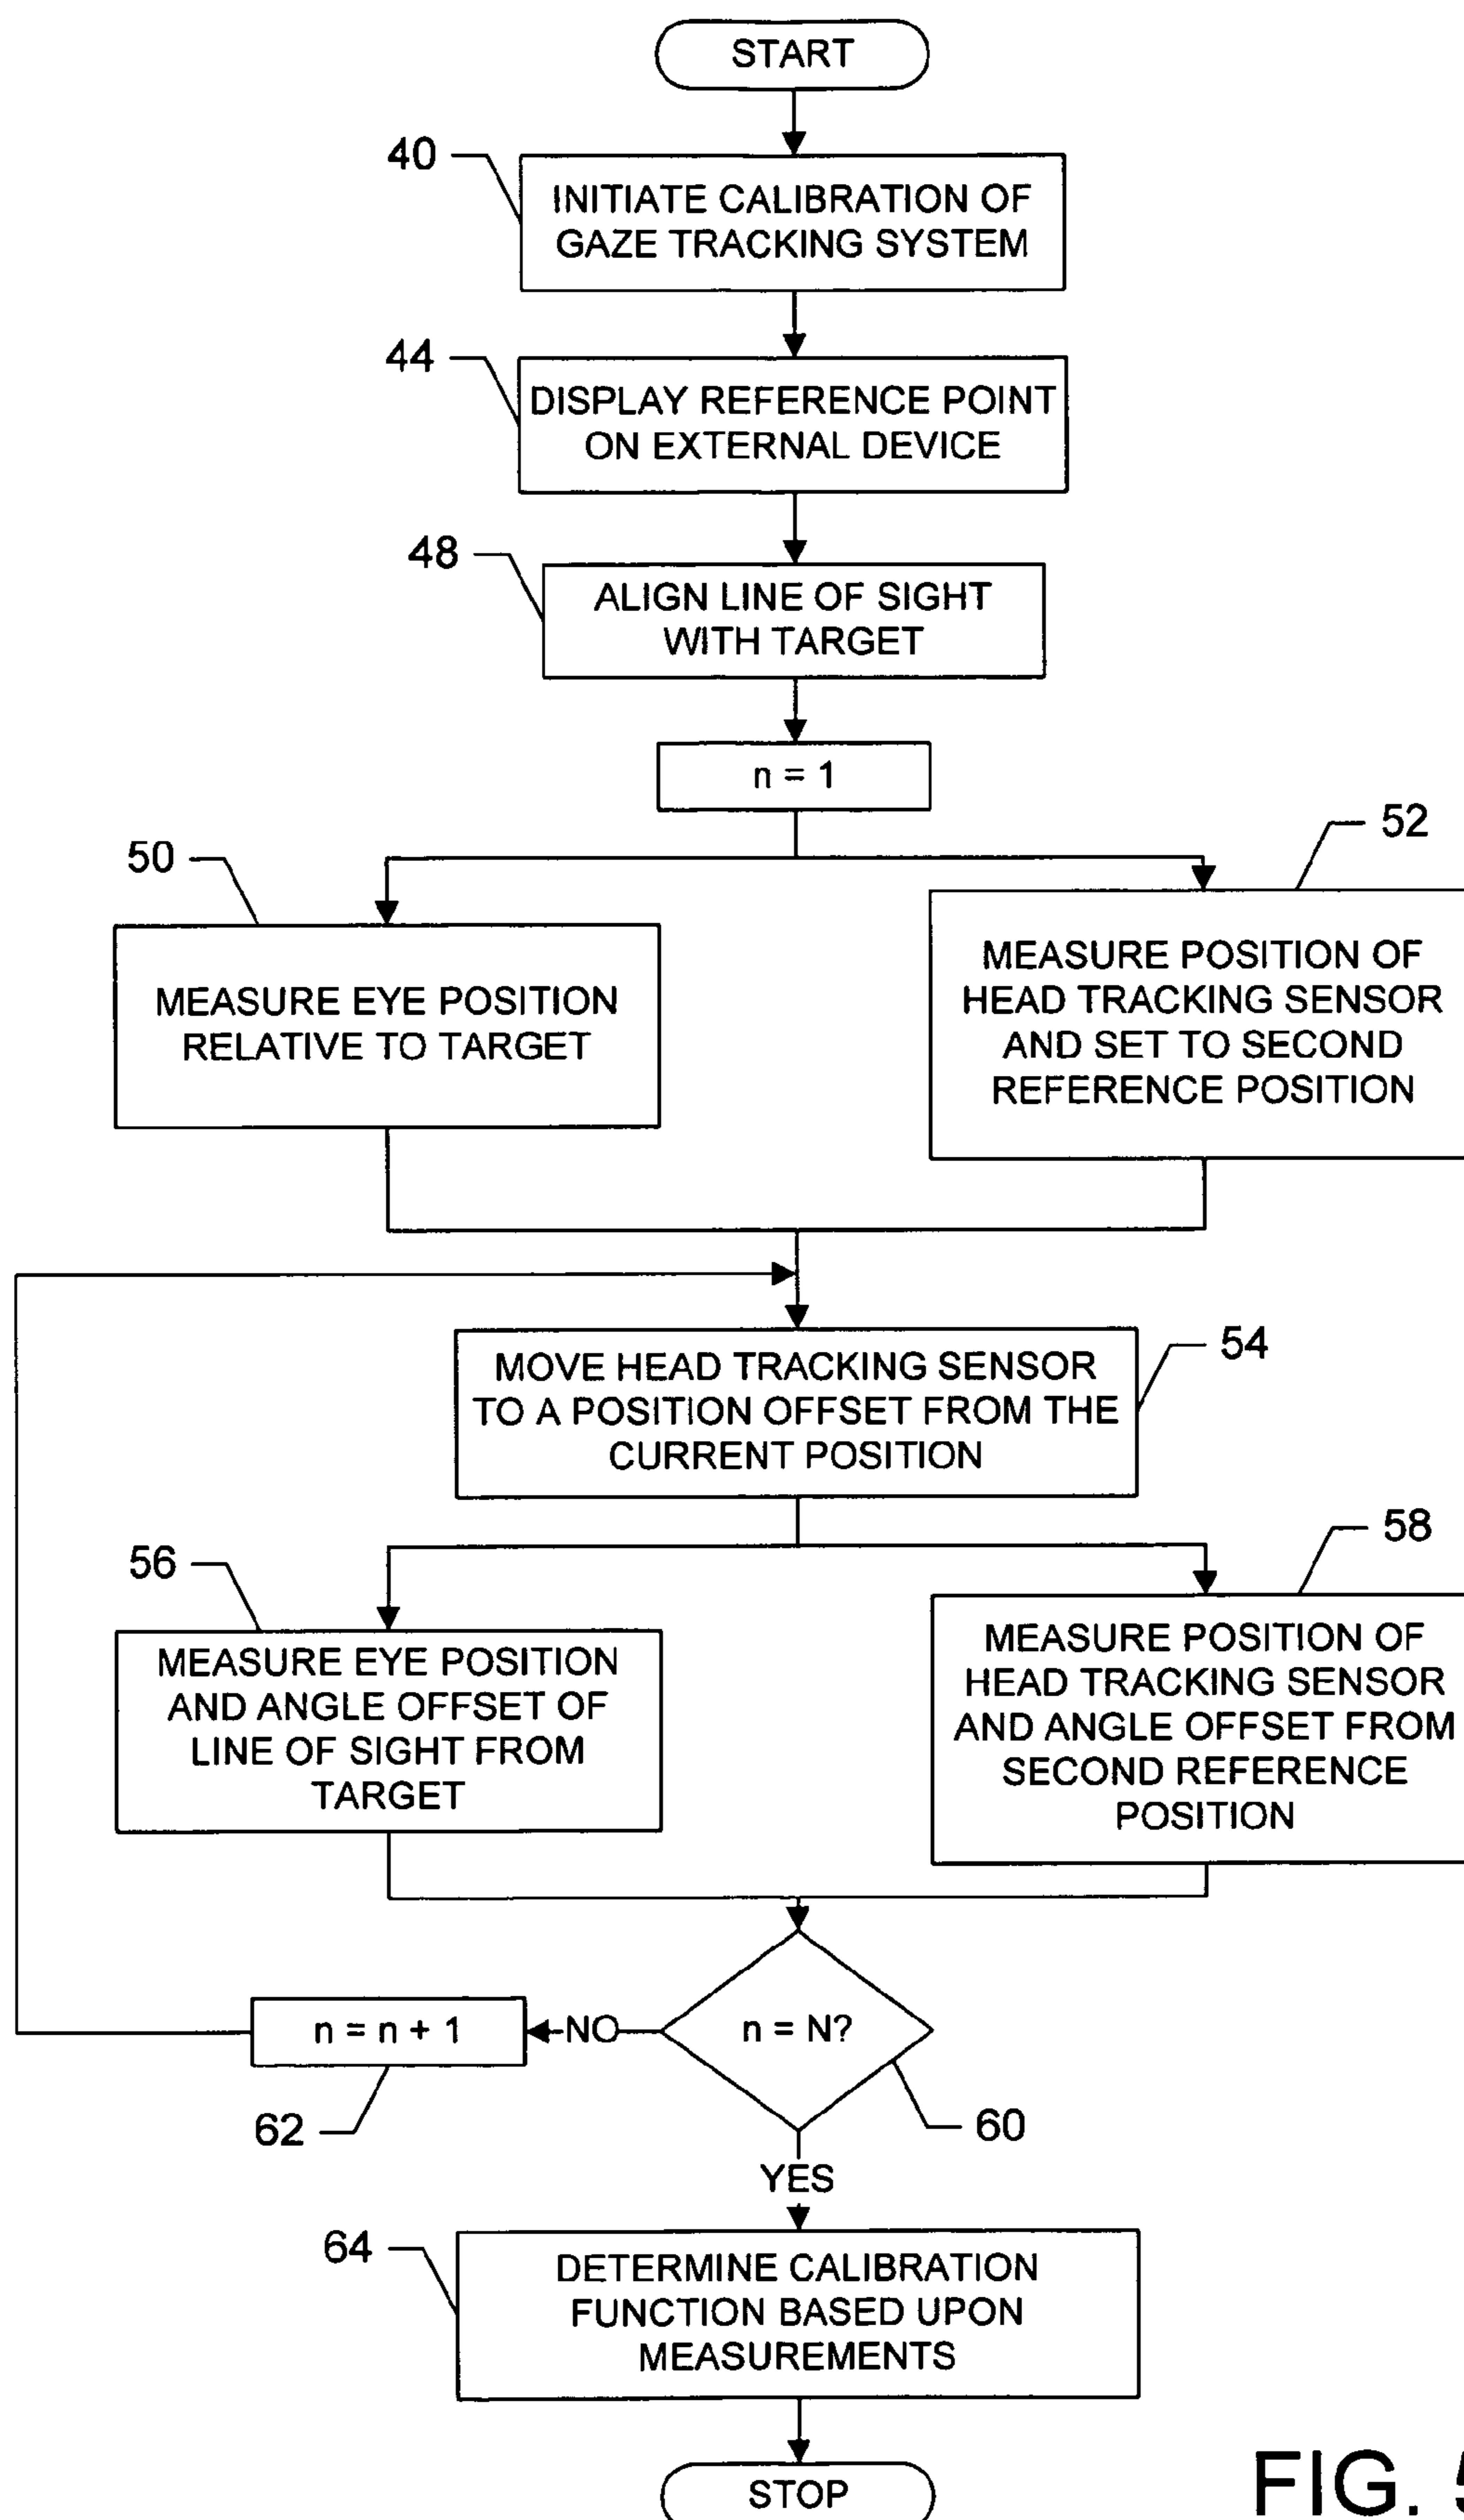 START
40
INITIATE CALIBRATION OF
GAZE TRACKING SYSTEM
44
DISPLAY REFERENCE POINT
ON EXTERNAL DEVICE
48
ALIGN LINE OF SIGHT
WITH TARGET
n = 1
50
MEASURE EYE POSITION
RELATIVE TO TARGET
52
MEASURE POSITION OF
HEAD TRACKING SENSOR
AND SET TO SECOND
REFERENCE POSITION
54
MOVE HEAD TRACKING SENSOR
TO A POSITION OFFSET FROM THE
CURRENT POSITION
56
MEASURE EYE POSITION
AND ANGLE OFFSET OF
LINE OF SIGHT FROM
TARGET
58
MEASURE POSITION OF
HEAD TRACKING SENSOR
AND ANGLE OFFSET FROM
SECOND REFERENCE
POSITION
n = N?
60
NO
n = n + 1
62
YES
64
DETERMINE CALIBRATION
FUNCTION BASED UPON
MEASUREMENTS
STOP
FIG. 5